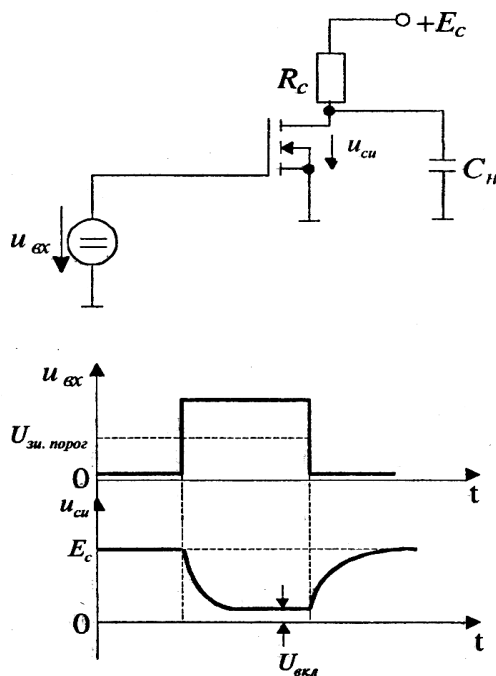 +E_c
R_c
u_си
C_н
u_вх
u_вх
U_зи. порог
0
t
u_си
E_c
0
t
U_вкл